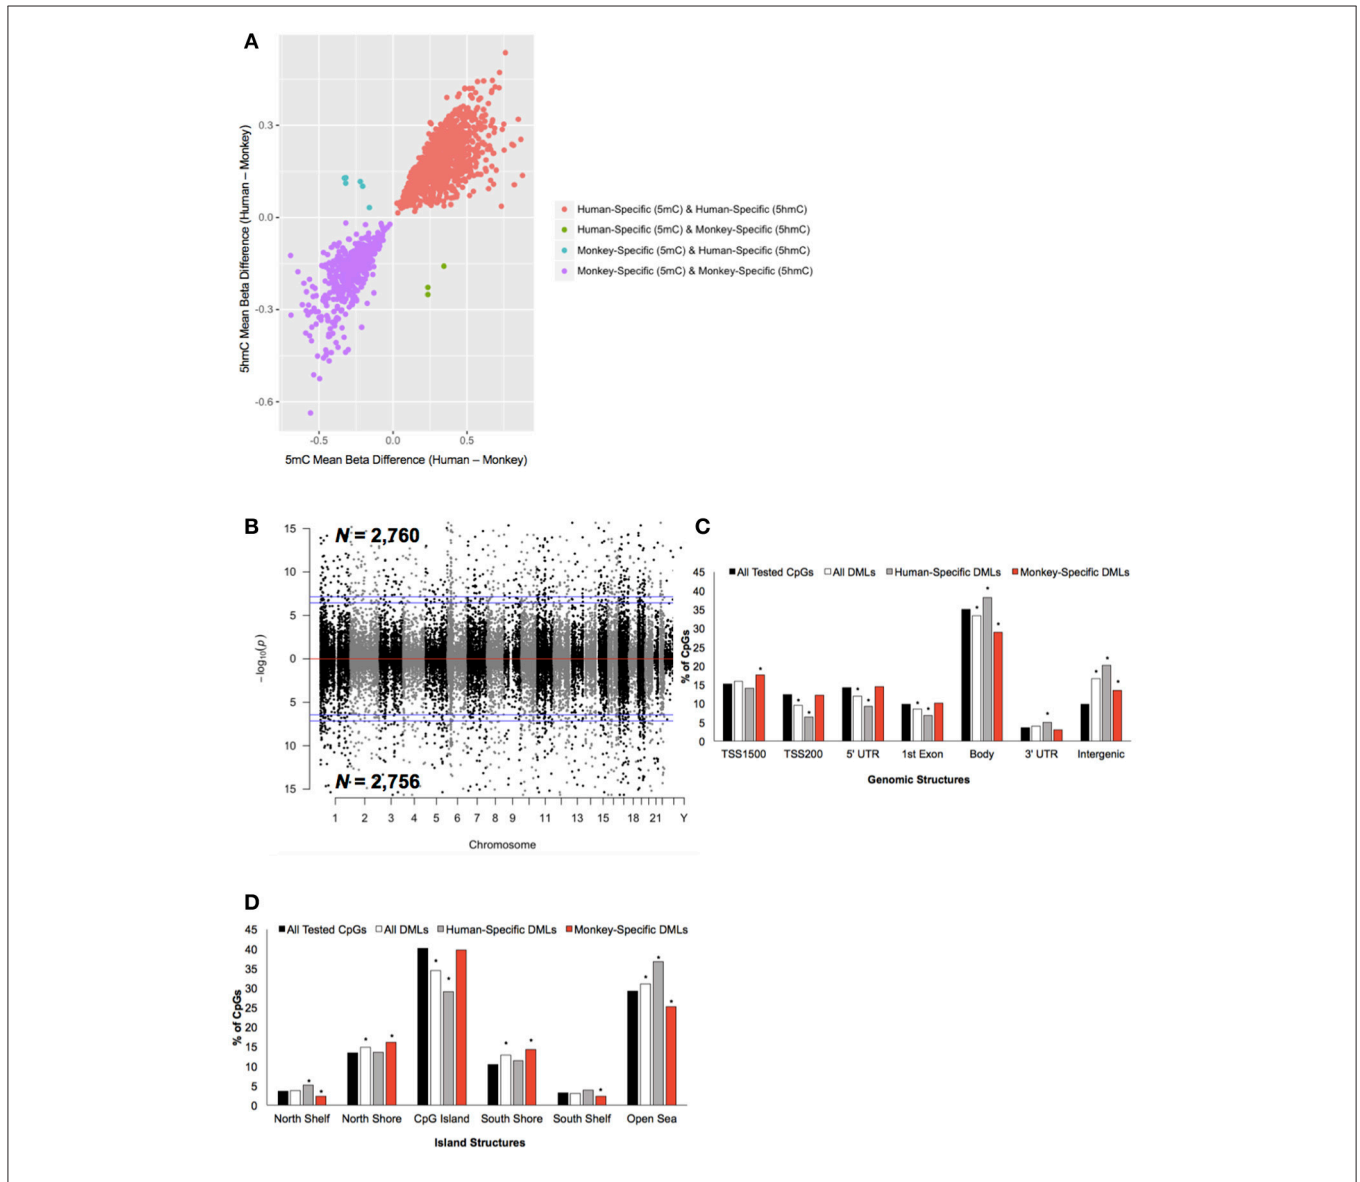 A
0.3
0.0
-0.3
-0.6
5hmC Mean Beta Difference (Human – Monkey)
-0.5 0.0 0.5
5mC Mean Beta Difference (Human – Monkey)
Human-Specific (5mC) & Human-Specific (5hmC)
Human-Specific (5mC) & Monkey-Specific (5hmC)
Monkey-Specific (5mC) & Human-Specific (5hmC)
Monkey-Specific (5mC) & Monkey-Specific (5hmC)
B
N = 2,760
15
10
5
0
5
10
15
−log10(p)
N = 2,756
1 2 3 4 5 6 7 8 9 11 13 15 18 21 Y
Chromosome
C
All Tested CpGs All DMLs Human-Specific DMLs Monkey-Specific DMLs
45
40
35
30
25
20
15
10
5
0
% of CpGs
TSS1500 TSS200 5' UTR 1st Exon Body 3' UTR Intergenic
Genomic Structures
D
All Tested CpGs All DMLs Human-Specific DMLs Monkey-Specific DMLs
45
40
35
30
25
20
15
10
5
0
% of CpGs
North Shelf North Shore CpG Island South Shore South Shelf Open Sea
Island Structures